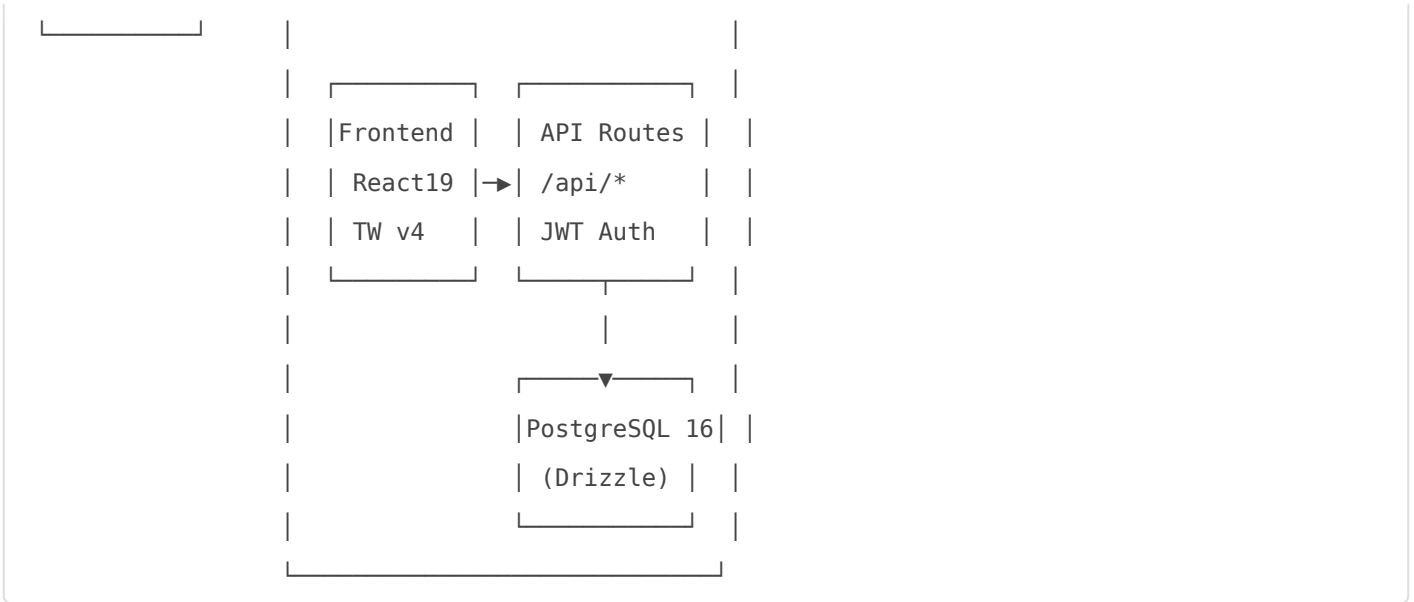 Frontend API Routes
React19 /api/*
TW v4 JWT Auth
PostgreSQL 16
(Drizzle)